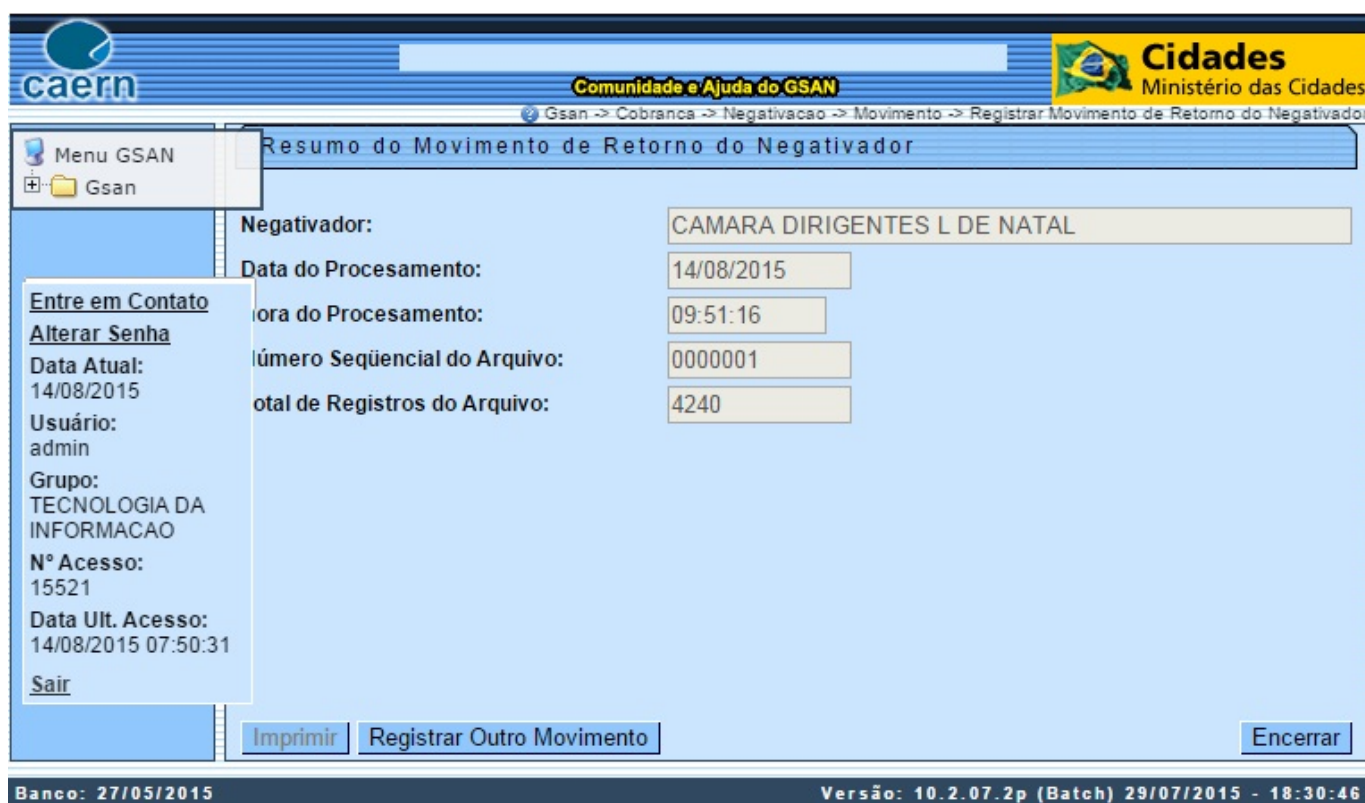 caern
Comunidade e Ajuda do GSAN
Cidades
Ministério das Cidades
Gsan -> Cobranca -> Negativacao -> Movimento -> Registrar Movimento de Retorno do Negativador
Menu GSAN
Gsan
Resumo do Movimento de Retorno do Negativador
Negativador: CAMARA DIRIGENTES L DE NATAL
Data do Procesamento: 14/08/2015
ora do Procesamento: 09:51:16
úmero Seqüencial do Arquivo: 0000001
otal de Registros do Arquivo: 4240
Entre em Contato
Alterar Senha
Data Atual:
14/08/2015
Usuário:
admin
Grupo:
TECNOLOGIA DA
INFORMACAO
Nº Acesso:
15521
Data Ult. Acesso:
14/08/2015 07:50:31
Sair
Imprimir Registrar Outro Movimento Encerrar
Banco: 27/05/2015 Versão: 10.2.07.2p (Batch) 29/07/2015 - 18:30:46